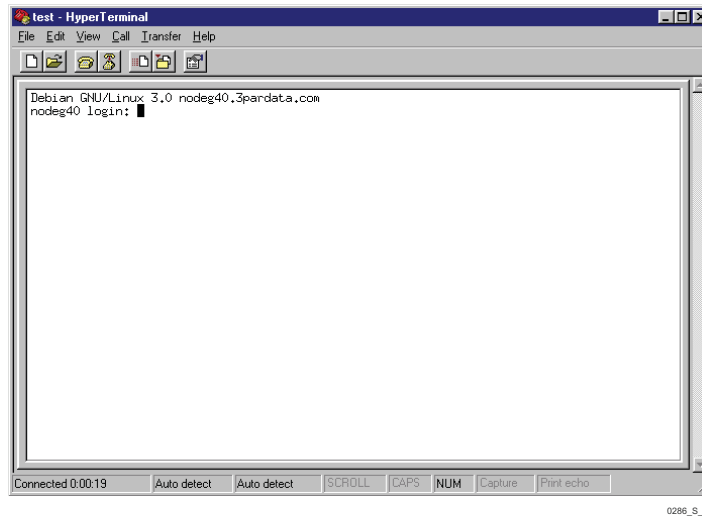 test - HyperTerminal
File Edit View Call Transfer Help
Debian GNU/Linux 3.0 nodeg40.3pardata.com
nodeg40 login:
Connected 0:00:19 Auto detect Auto detect SCROLL CAPS NUM Capture Print echo
0286_S_